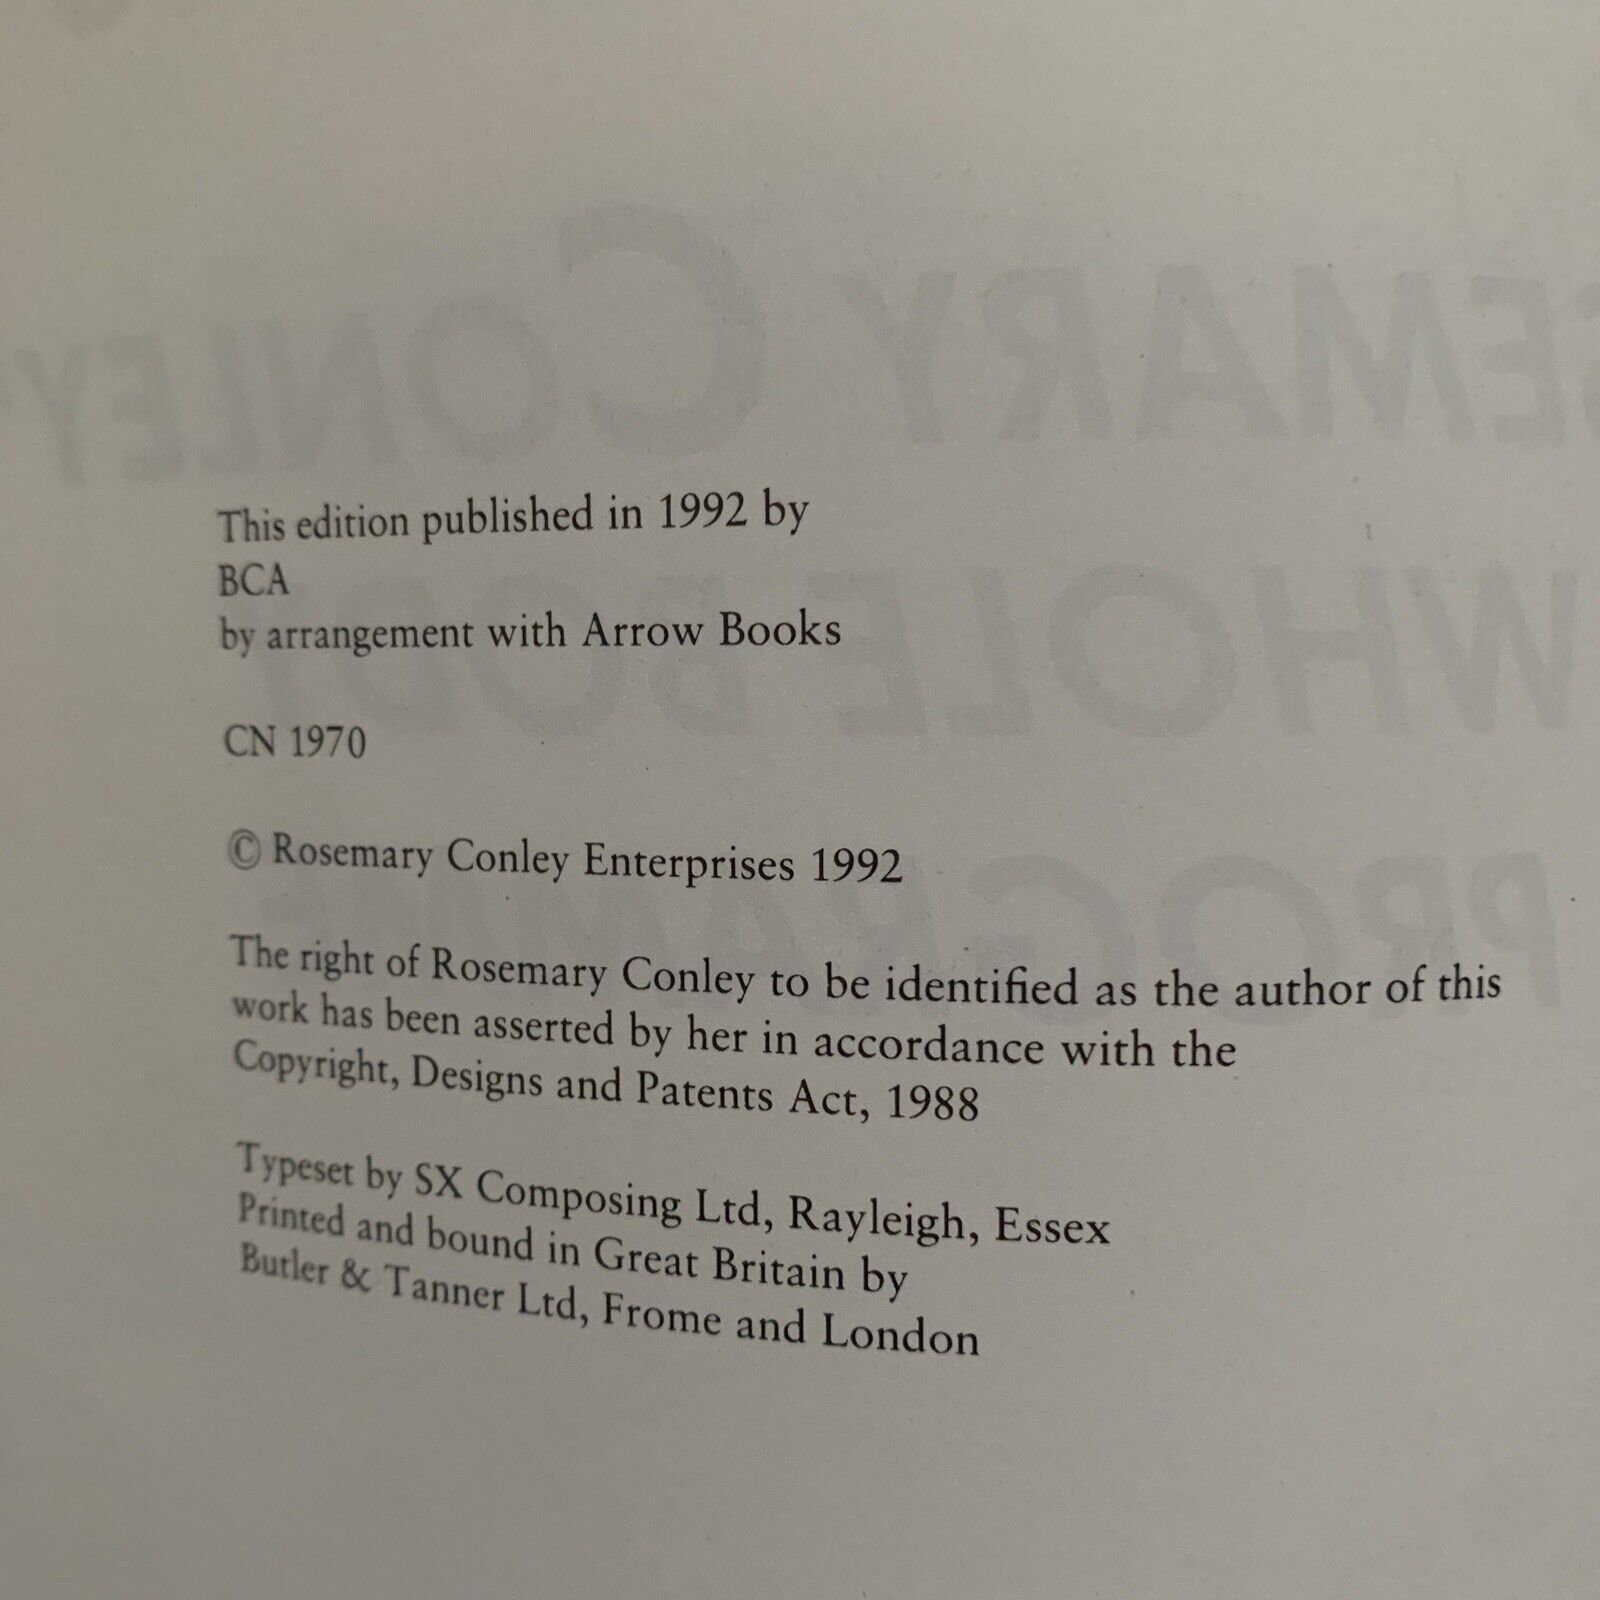 This edition published in 1992 by
BCA
by arrangement with Arrow Books
CN 1970
© Rosemary Conley Enterprises 1992
The right of Rosemary Conley to be identified as the author of this
work has been asserted by her in accordance with the
Copyright, Designs and Patents Act, 1988
Typeset by SX Composing Ltd, Rayleigh, Essex
Printed and bound in Great Britain by
Butler & Tanner Ltd, Frome and London